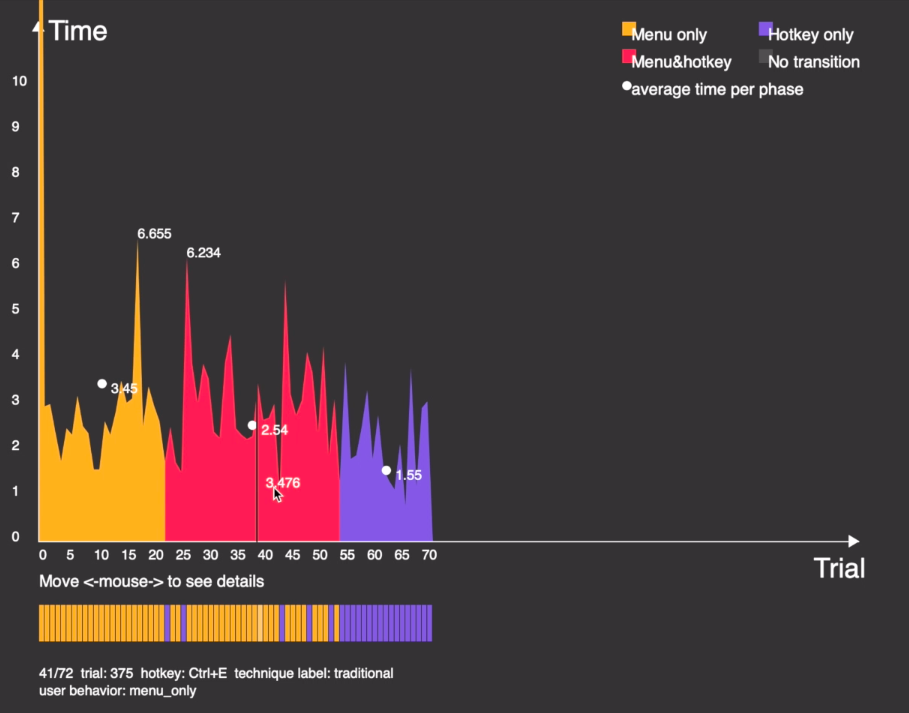 Time
Menu only
Hotkey only
Menu&hotkey
No transition
average time per phase
10
9
8
7
6
5
4
3
2
1
0
6.655
6.234
3.45
2.54
3,476
1.55
0 5 10 15 20 25 30 35 40 45 50 55 60 65 70
Trial
Move <-mouse-> to see details
41/72 trial: 375 hotkey: Ctrl+E technique label: traditional
user behavior: menu_only